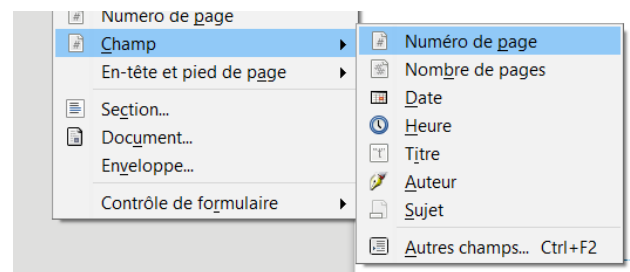 Numéro de page
Champ
En-tête et pied de page
Section...
Document...
Enveloppe...
Contrôle de formulaire
Numéro de page
Nombre de pages
Date
Heure
Titre
Auteur
Sujet
Autres champs... Ctrl+F2